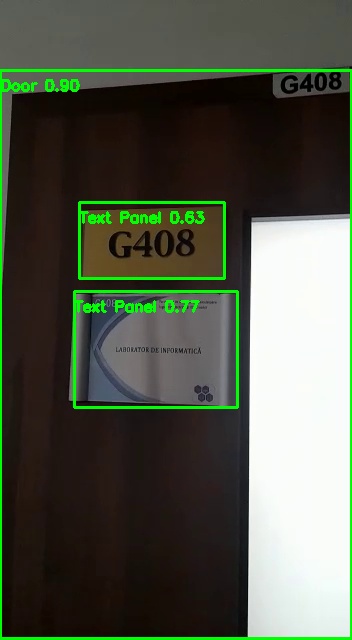 Door 0.90
G408
Text Panel 0.63
G408
Text Panel 0.77
LABORATOR DE INFORMATICĂ